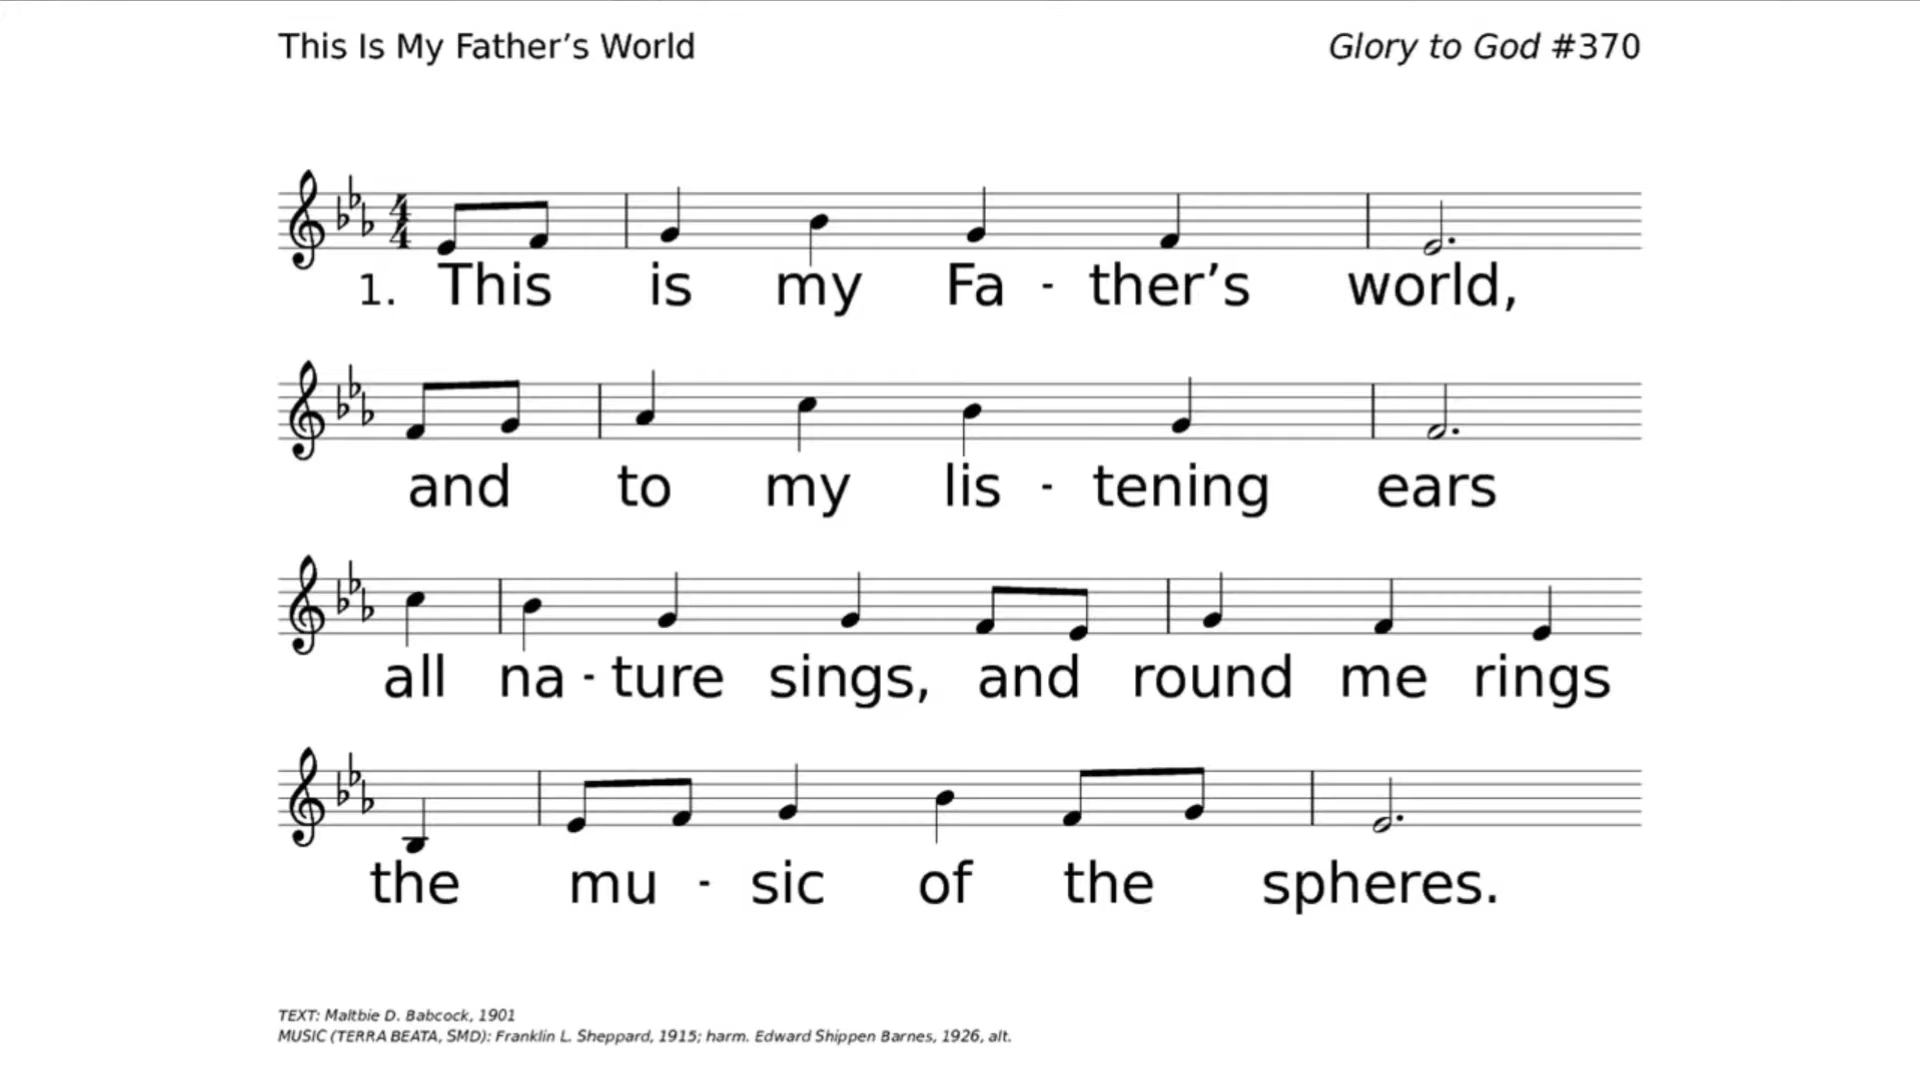 This Is My Father’s World
Glory to God #370
4
4
1. This is my Fa - ther’s world,
and to my lis - tening ears
all na - ture sings, and round me rings
the mu - sic of the spheres.
TEXT: Maltbie D. Babcock, 1901
MUSIC (TERRA BEATA, SMD): Franklin L. Sheppard, 1915; harm. Edward Shippen Barnes, 1926, alt.